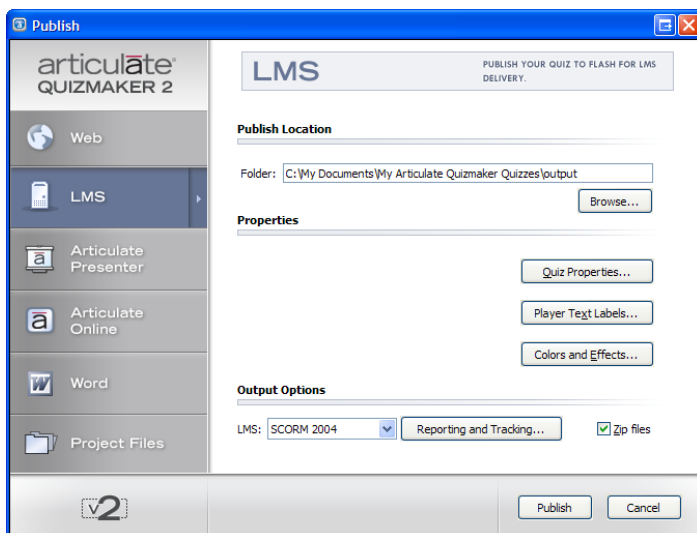 Publish
articulāte®
QUIZMAKER 2
LMS
PUBLISH YOUR QUIZ TO FLASH FOR LMS
DELIVERY.
Web
LMS
Articulate
Presenter
Articulate
Online
Word
Project Files
Publish Location
Folder: C:\My Documents\My Articulate Quizmaker Quizzes\output
Browse...
Properties
Quiz Properties...
Player Text Labels...
Colors and Effects...
Output Options
LMS: SCORM 2004 Reporting and Tracking... Zip files
v2
Publish Cancel